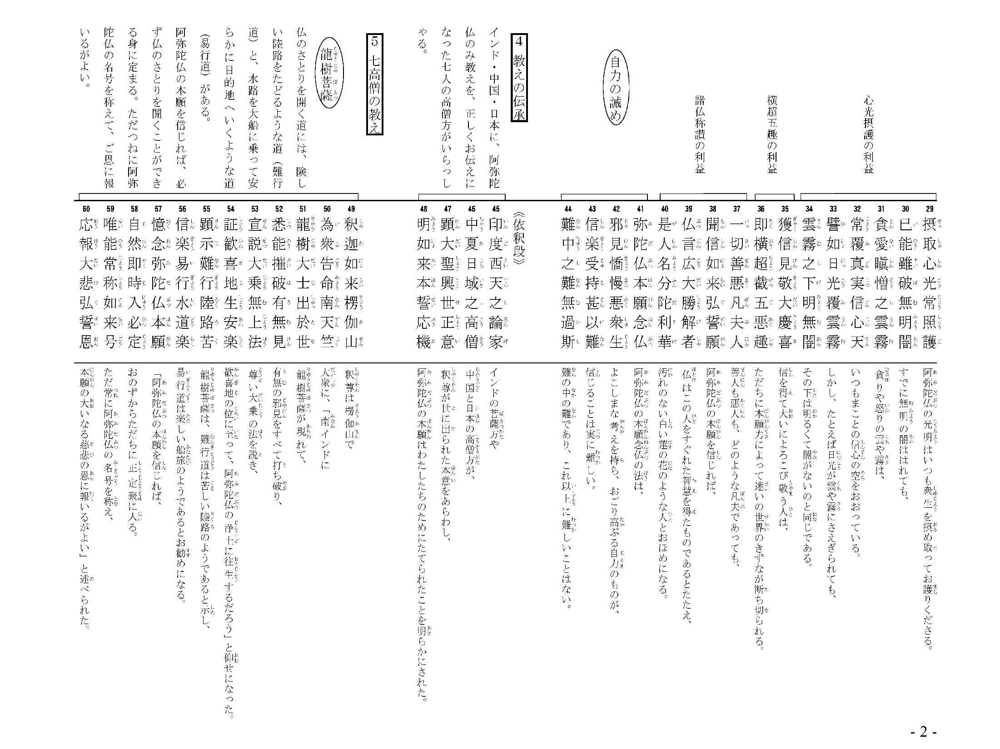 心光摂護の利益
横超五趣の利益
諸仏称讃の利益
自力の誡め
4 教えの伝承
インド・中国・日本に、阿弥陀
仏のみ教えを、正しくお伝えに
なった七人の高僧方がいらっし
ゃる。
5 七高僧の教え
龍樹菩薩
仏のさとりを開く道には、険し
い陸路をたどるような道（難行
道）と、水路を大船に乗って安
らかに目的地へいくような道
（易行道）がある。
阿弥陀仏の本願を信じれば、必
ず仏のさとりを開くことができ
る身に定まる。ただつねに阿弥
陀仏の名号を称えて、ご恩に報
いるがよい。
29 摂取心光常照護
30 已能雖破無明闇
31 貪愛瞋憎之雲霧
32 常覆真実信心天
33 譬如日光覆雲霧
34 雲霧之下明無闇
35 獲信見敬大慶喜
36 即横超截五悪趣
37 一切善悪凡夫人
38 聞信如来弘誓願
39 仏言広大勝解者
40 是人名分陀利華
41 弥陀仏本願念仏
42 邪見憍慢悪衆生
43 信楽受持甚以難
44 難中之難無過斯
《依釈段》
45 印度西天之論家
46 中夏日域之高僧
47 顕大聖興世正意
48 明如来本誓応機
49 釈迦如来楞伽山
50 為衆告命南天竺
51 龍樹大士出於世
52 悉能摧破有無見
53 宣説大乗無上法
54 証歓喜地生安楽
55 顕示難行陸路苦
56 信楽易行水道楽
57 憶念弥陀仏本願
58 自然即時入必定
59 唯能常称如来号
60 応報大悲弘誓恩
阿弥陀仏の光明はいつも衆生を摂め取ってお護りくださる。
すでに無明の闇ははれても、
貪りや怒りの雲や霧は、
いつもまことの信心の空をおおっている。
しかし、たとえば日光が雲や霧にさえぎられても、
その下は明るくて闇がないのと同じである。
信を得て大いによろこび敬う人は、
ただちに本願力によって迷いの世界のきずなが断ち切られる。
善人も悪人も、どのような凡夫であっても、
阿弥陀仏の本願を信じれば、
仏はこの人をすぐれた智慧を得たものであるとたたえ、
汚れのない白い蓮の花のような人とおほめになる。
阿弥陀仏の本願念仏の法は、
よこしまな考えを持ち、おごり高ぶる自力のものが、
信じることは実に難しい。
難の中の難であり、これ以上に難しいことはない。
インドの菩薩方や
中国と日本の高僧方が、
釈尊が世に出られた本意をあらわし、
阿弥陀仏の本願はわたしたちのためにたてられたことを明らかにされた。
釈尊は楞伽山で
大衆に、「南インドに
龍樹菩薩が現れて、
有無の邪見をすべて打ち破り、
尊い大乗の法を説き、
歓喜地の位に至って、阿弥陀仏の浄土に往生するだろう」と仰せになった。
龍樹菩薩は、難行道は苦しい陸路のようであると示し、
易行道は楽しい船旅のようであるとお勧めになる。
「阿弥陀仏の本願を信じれば、
おのずからただちに正定聚に入る。
ただ常に阿弥陀仏の名号を称え、
本願の大いなる慈悲の恩に報いるがよい」と述べられた。
- 2 -